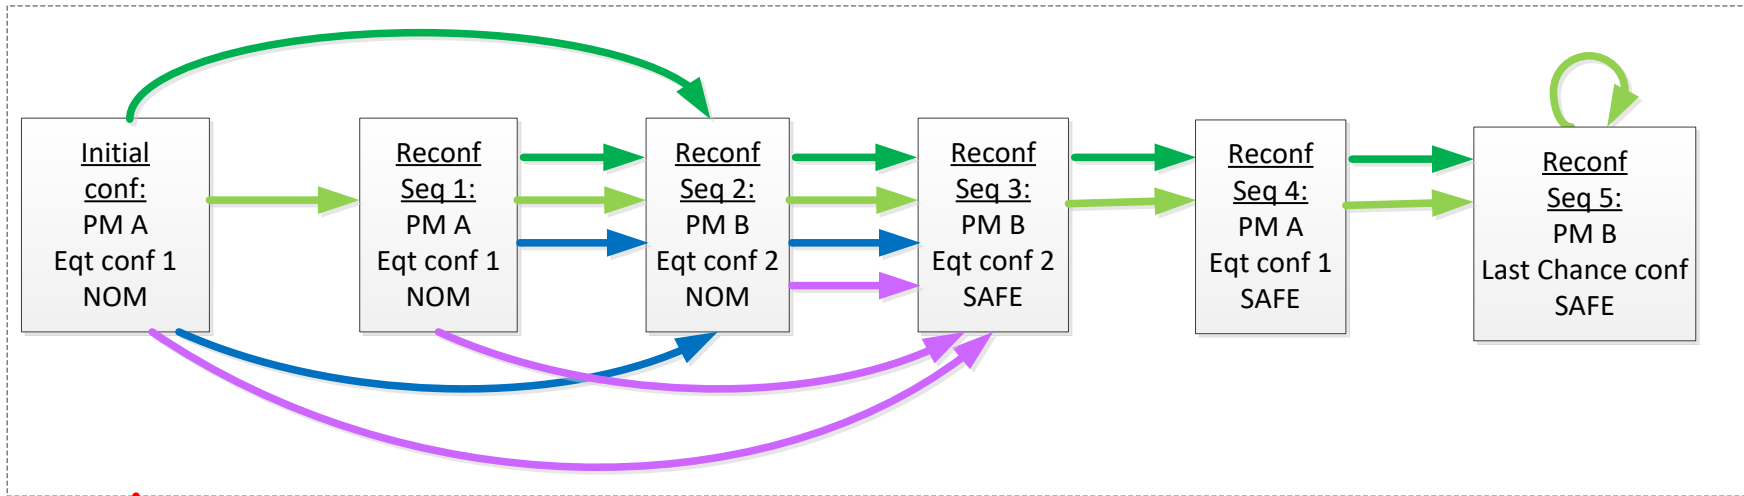 Initial
conf:
PM A
Eqt conf 1
NOM
Reconf
Seq 1:
PM A
Eqt conf 1
NOM
Reconf
Seq 2:
PM B
Eqt conf 2
NOM
Reconf
Seq 3:
PM B
Eqt conf 2
SAFE
Reconf
Seq 4:
PM A
Eqt conf 1
SAFE
Reconf
Seq 5:
PM B
Last Chance conf
SAFE